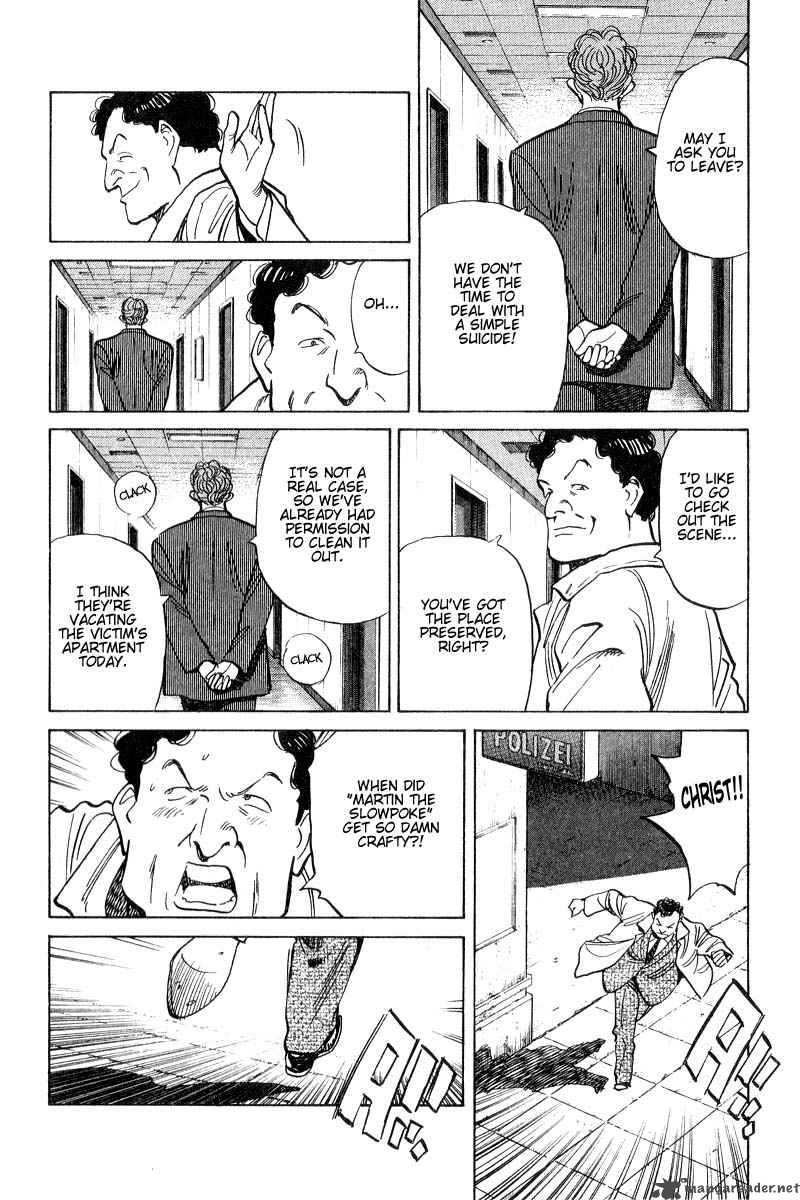 MAY I
ASK YOU
TO LEAVE?
WE DON'T
HAVE THE
TIME TO
DEAL WITH
A SIMPLE
SUICIDE!
OH...
I'D LIKE
TO GO
CHECK
OUT THE
SCENE...
YOU'VE GOT
THE PLACE
PRESERVED,
RIGHT?
IT'S NOT A
REAL CASE,
SO WE'VE
ALREADY HAD
PERMISSION
TO CLEAN IT
OUT.
CLACK
I THINK
THEY'RE
VACATING
THE VICTIM'S
APARTMENT
TODAY.
CLACK
POLIZEI
CHRIST!!
WHEN DID
"MARTIN THE
SLOWPOKE"
GET SO DAMN
CRAFTY?!
mangareader.net